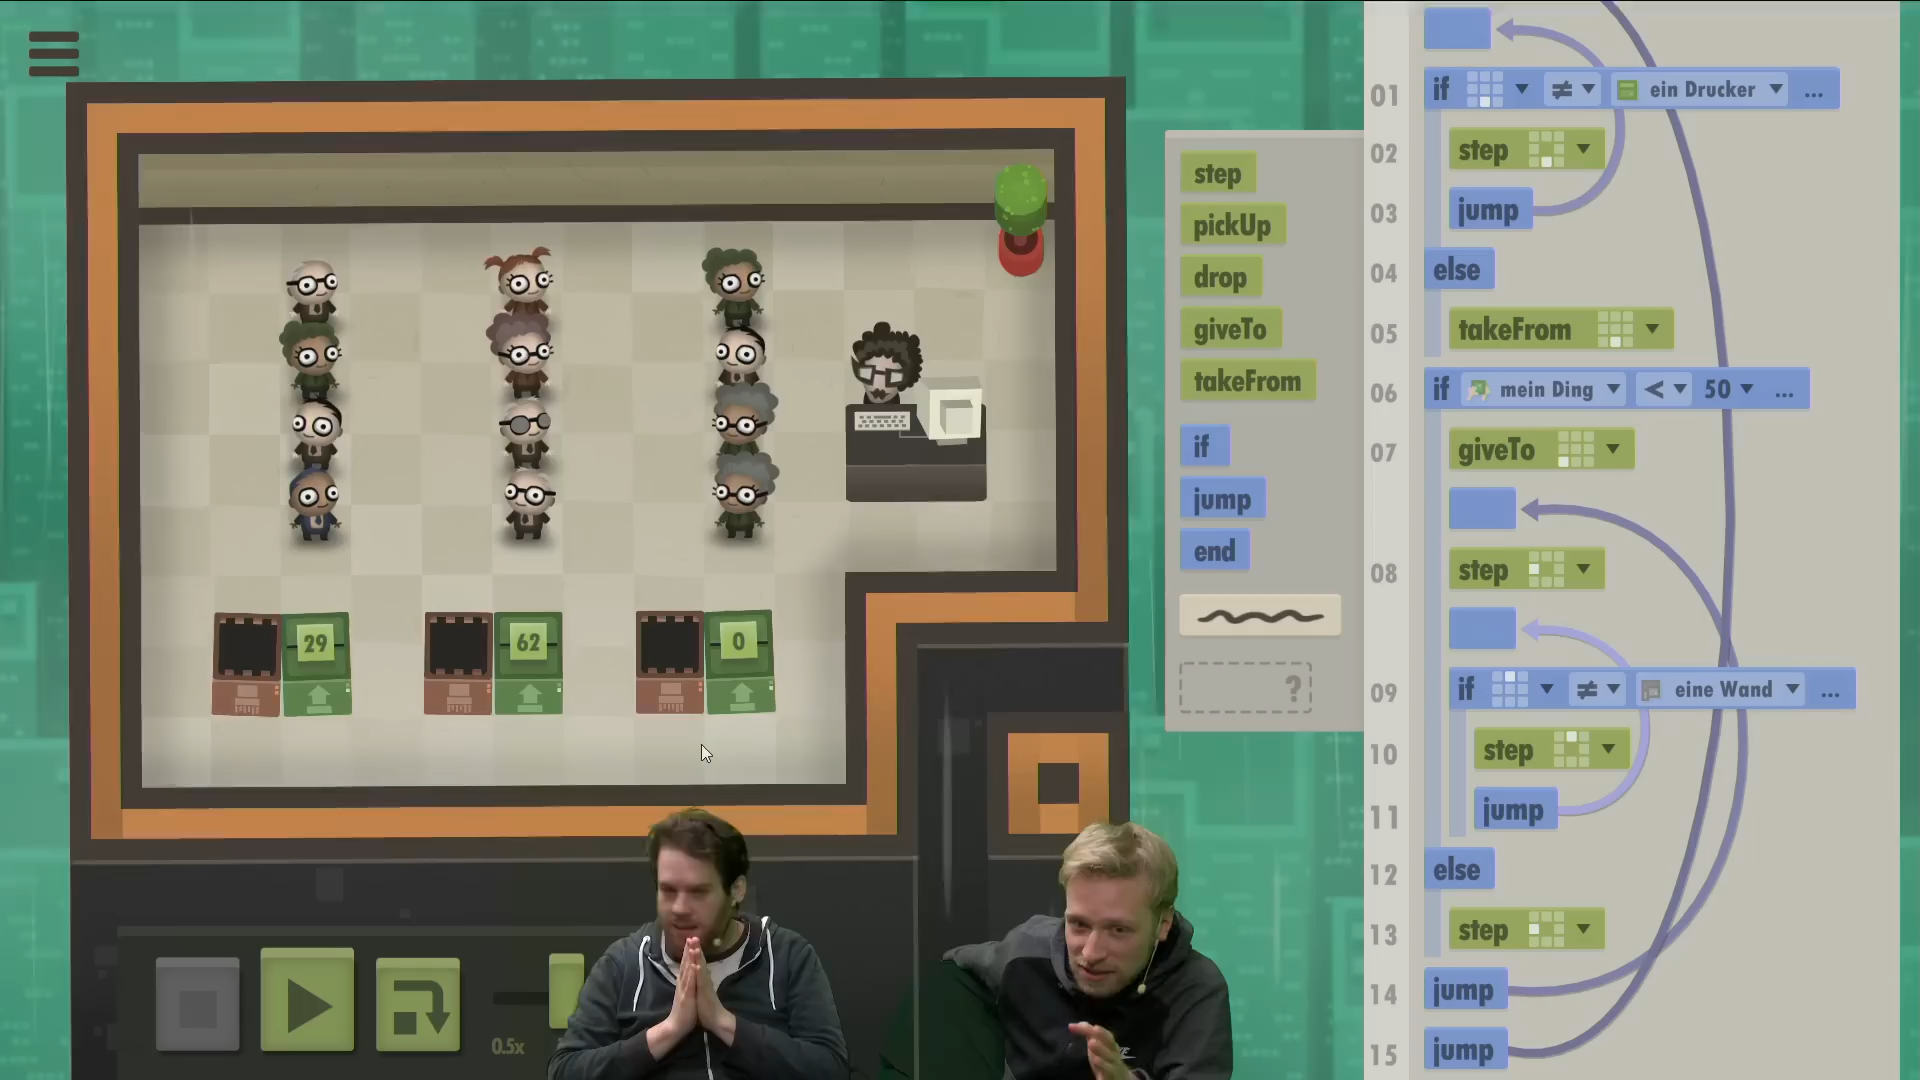 01 if ≠ ein Drucker ...
02 step
03 jump
04 else
05 takeFrom
06 if mein Ding < 50 ...
07 giveTo
08 step
09 if ≠ eine Wand ...
10 step
11 jump
12 else
13 step
14 jump
15 jump
step
pickUp
drop
giveTo
takeFrom
if
jump
end
?
29
62
0
0.5x